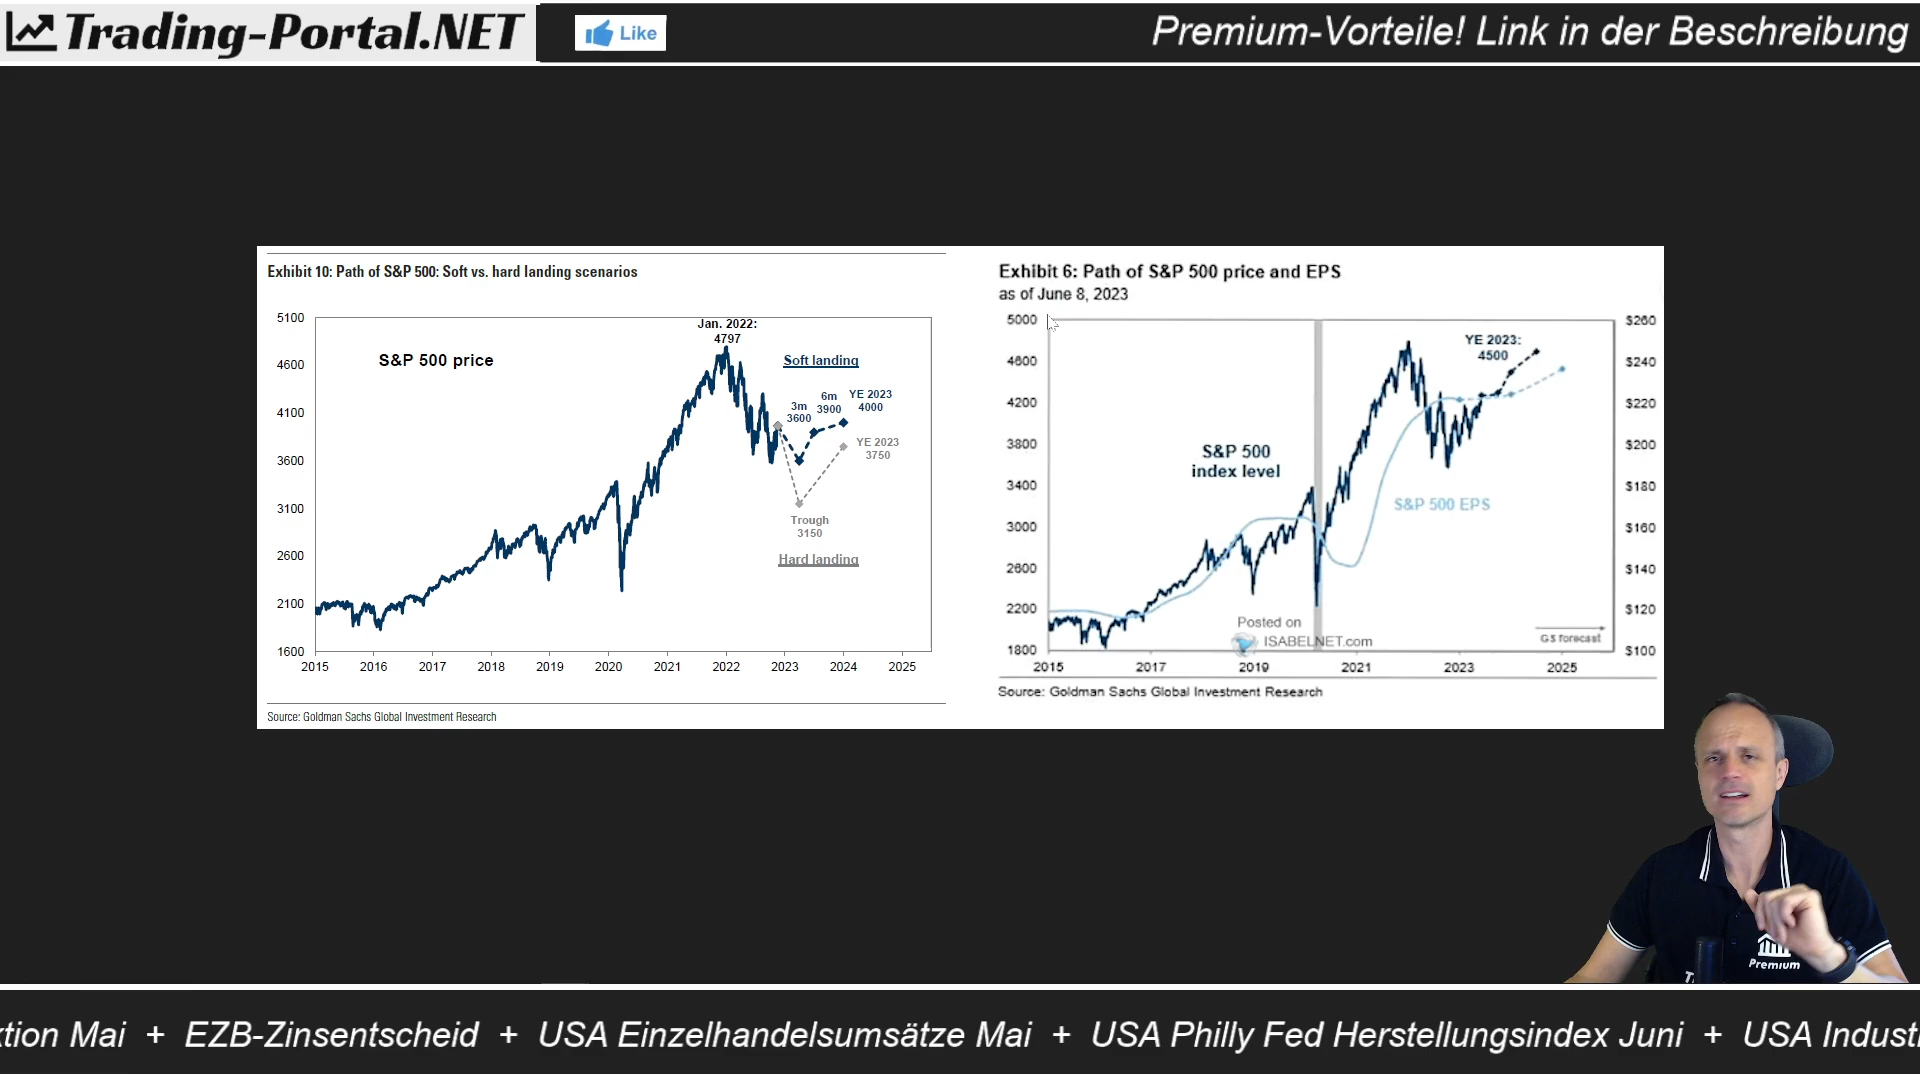 Trading-Portal.NET
Like
Premium-Vorteile! Link in der Beschreibung
Exhibit 10: Path of S&P 500: Soft vs. hard landing scenarios
5100
4600
4100
3600
3100
2600
2100
1600
S&P 500 price
Jan. 2022:
4797
Soft landing
3m
3600
6m
3900
YE 2023
4000
YE 2023
3750
Trough
3150
Hard landing
2015 2016 2017 2018 2019 2020 2021 2022 2023 2024 2025
Source: Goldman Sachs Global Investment Research
Exhibit 6: Path of S&P 500 price and EPS
as of June 8, 2023
5000
4600
4200
3800
3400
3000
2600
2200
1800
YE 2023:
4500
S&P 500
index level
S&P 500 EPS
Posted on
ISABELNET.com
GS forecast
$260
$240
$220
$200
$180
$160
$140
$120
$100
2015 2017 2019 2021 2023 2025
Source: Goldman Sachs Global Investment Research
Premium
ktion Mai + EZB-Zinsentscheid + USA Einzelhandelsumsätze Mai + USA Philly Fed Herstellungsindex Juni + USA Indust